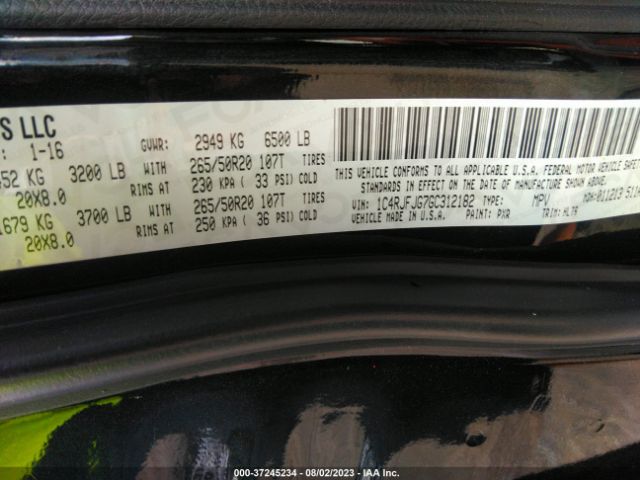 S LLC
1-16
GVWR: 2949 KG 6500 LB
52 KG 3200 LB WITH 265/50R20 107T TIRES
20X8.0 RIMS AT 230 KPA ( 33 PSI) COLD
1679 KG 3700 LB WITH 265/50R20 107T TIRES
20X8.0 RIMS AT 250 KPA ( 36 PSI) COLD
THIS VEHICLE CONFORMS TO ALL APPLICABLE U.S.A. FEDERAL MOTOR VEHICLE SAFETY
STANDARDS IN EFFECT ON THE DATE OF MANUFACTURE SHOWN ABOVE.
VIN: 1C4RJFJG7GC312182 TYPE: MPV MDH:011213
VEHICLE MADE IN U.S.A. PAINT: PXR TRIM: HLT9
000-37245234 - 08/02/2023 - IAA Inc.